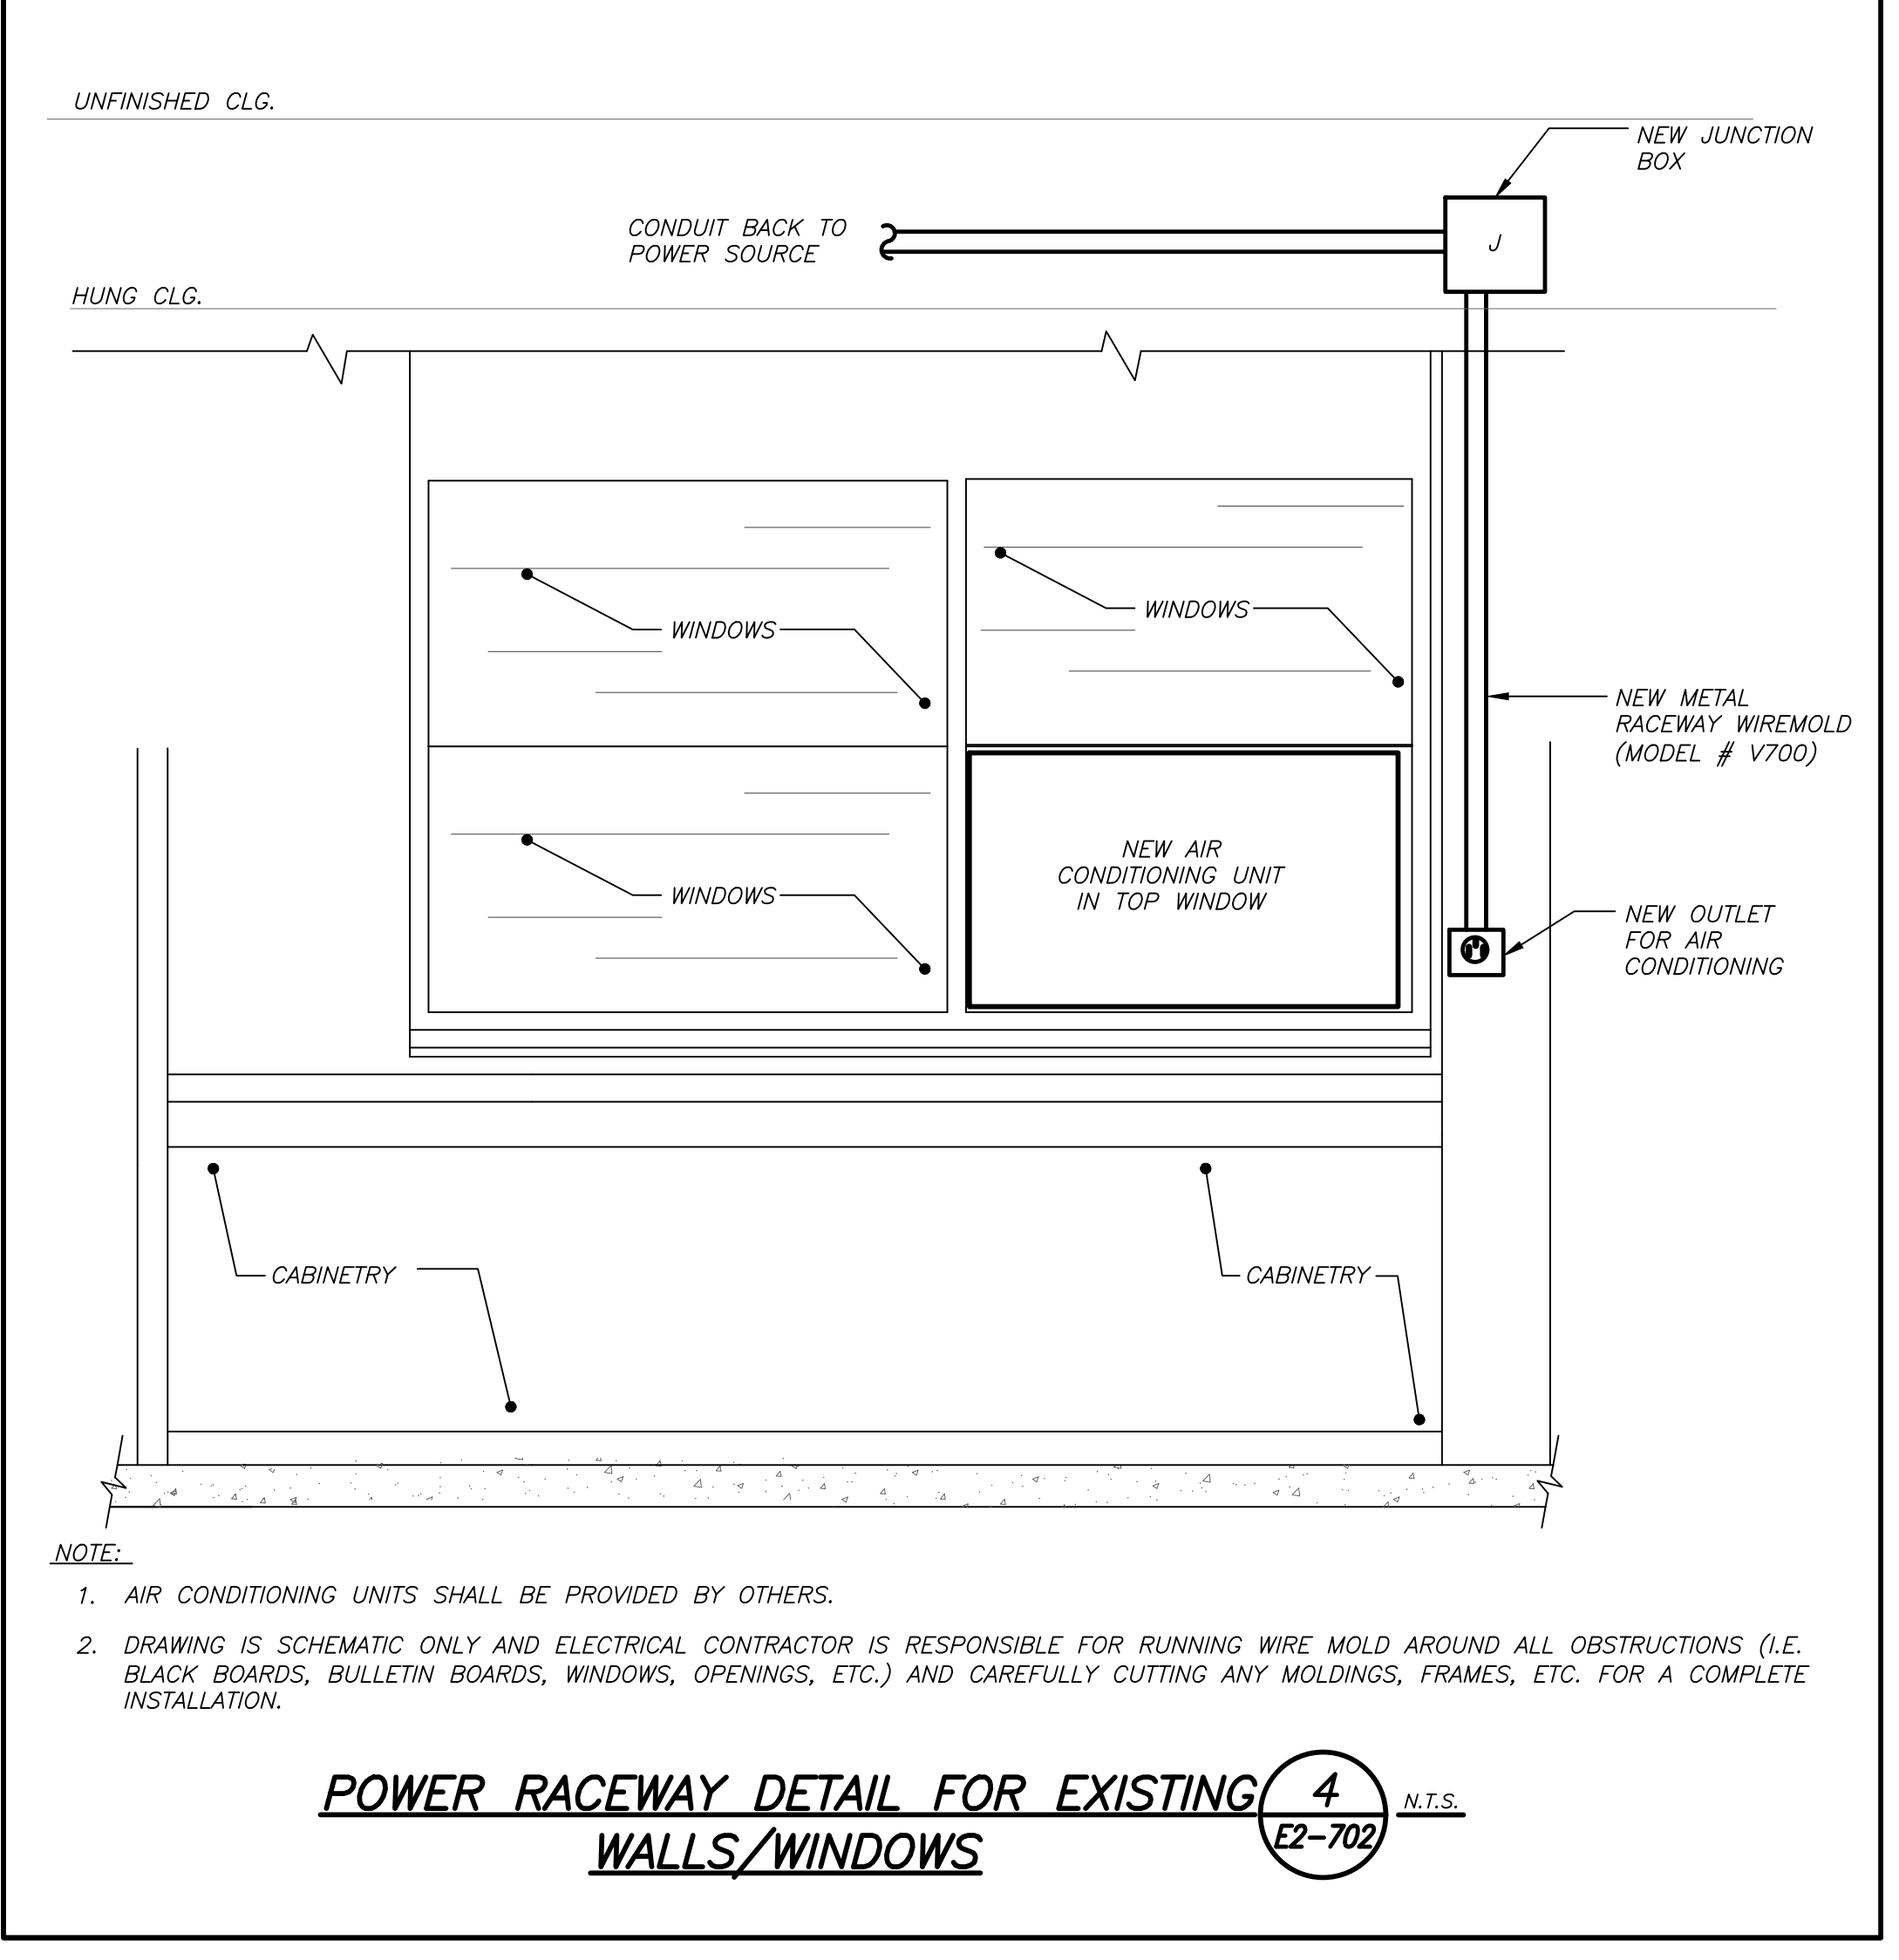 UNFINISHED CLG.
NEW JUNCTION
BOX
CONDUIT BACK TO
POWER SOURCE
J
HUNG CLG.
WINDOWS
WINDOWS
NEW METAL
RACEWAY WIREMOLD
(MODEL # V700)
NEW AIR
CONDITIONING UNIT
IN TOP WINDOW
WINDOWS
NEW OUTLET
FOR AIR
CONDITIONING
CABINETRY
CABINETRY
NOTE:
1. AIR CONDITIONING UNITS SHALL BE PROVIDED BY OTHERS.
2. DRAWING IS SCHEMATIC ONLY AND ELECTRICAL CONTRACTOR IS RESPONSIBLE FOR RUNNING WIRE MOLD AROUND ALL OBSTRUCTIONS (I.E.
BLACK BOARDS, BULLETIN BOARDS, WINDOWS, OPENINGS, ETC.) AND CAREFULLY CUTTING ANY MOLDINGS, FRAMES, ETC. FOR A COMPLETE
INSTALLATION.
POWER RACEWAY DETAIL FOR EXISTING
WALLS/WINDOWS
4
E2-702
N.T.S.